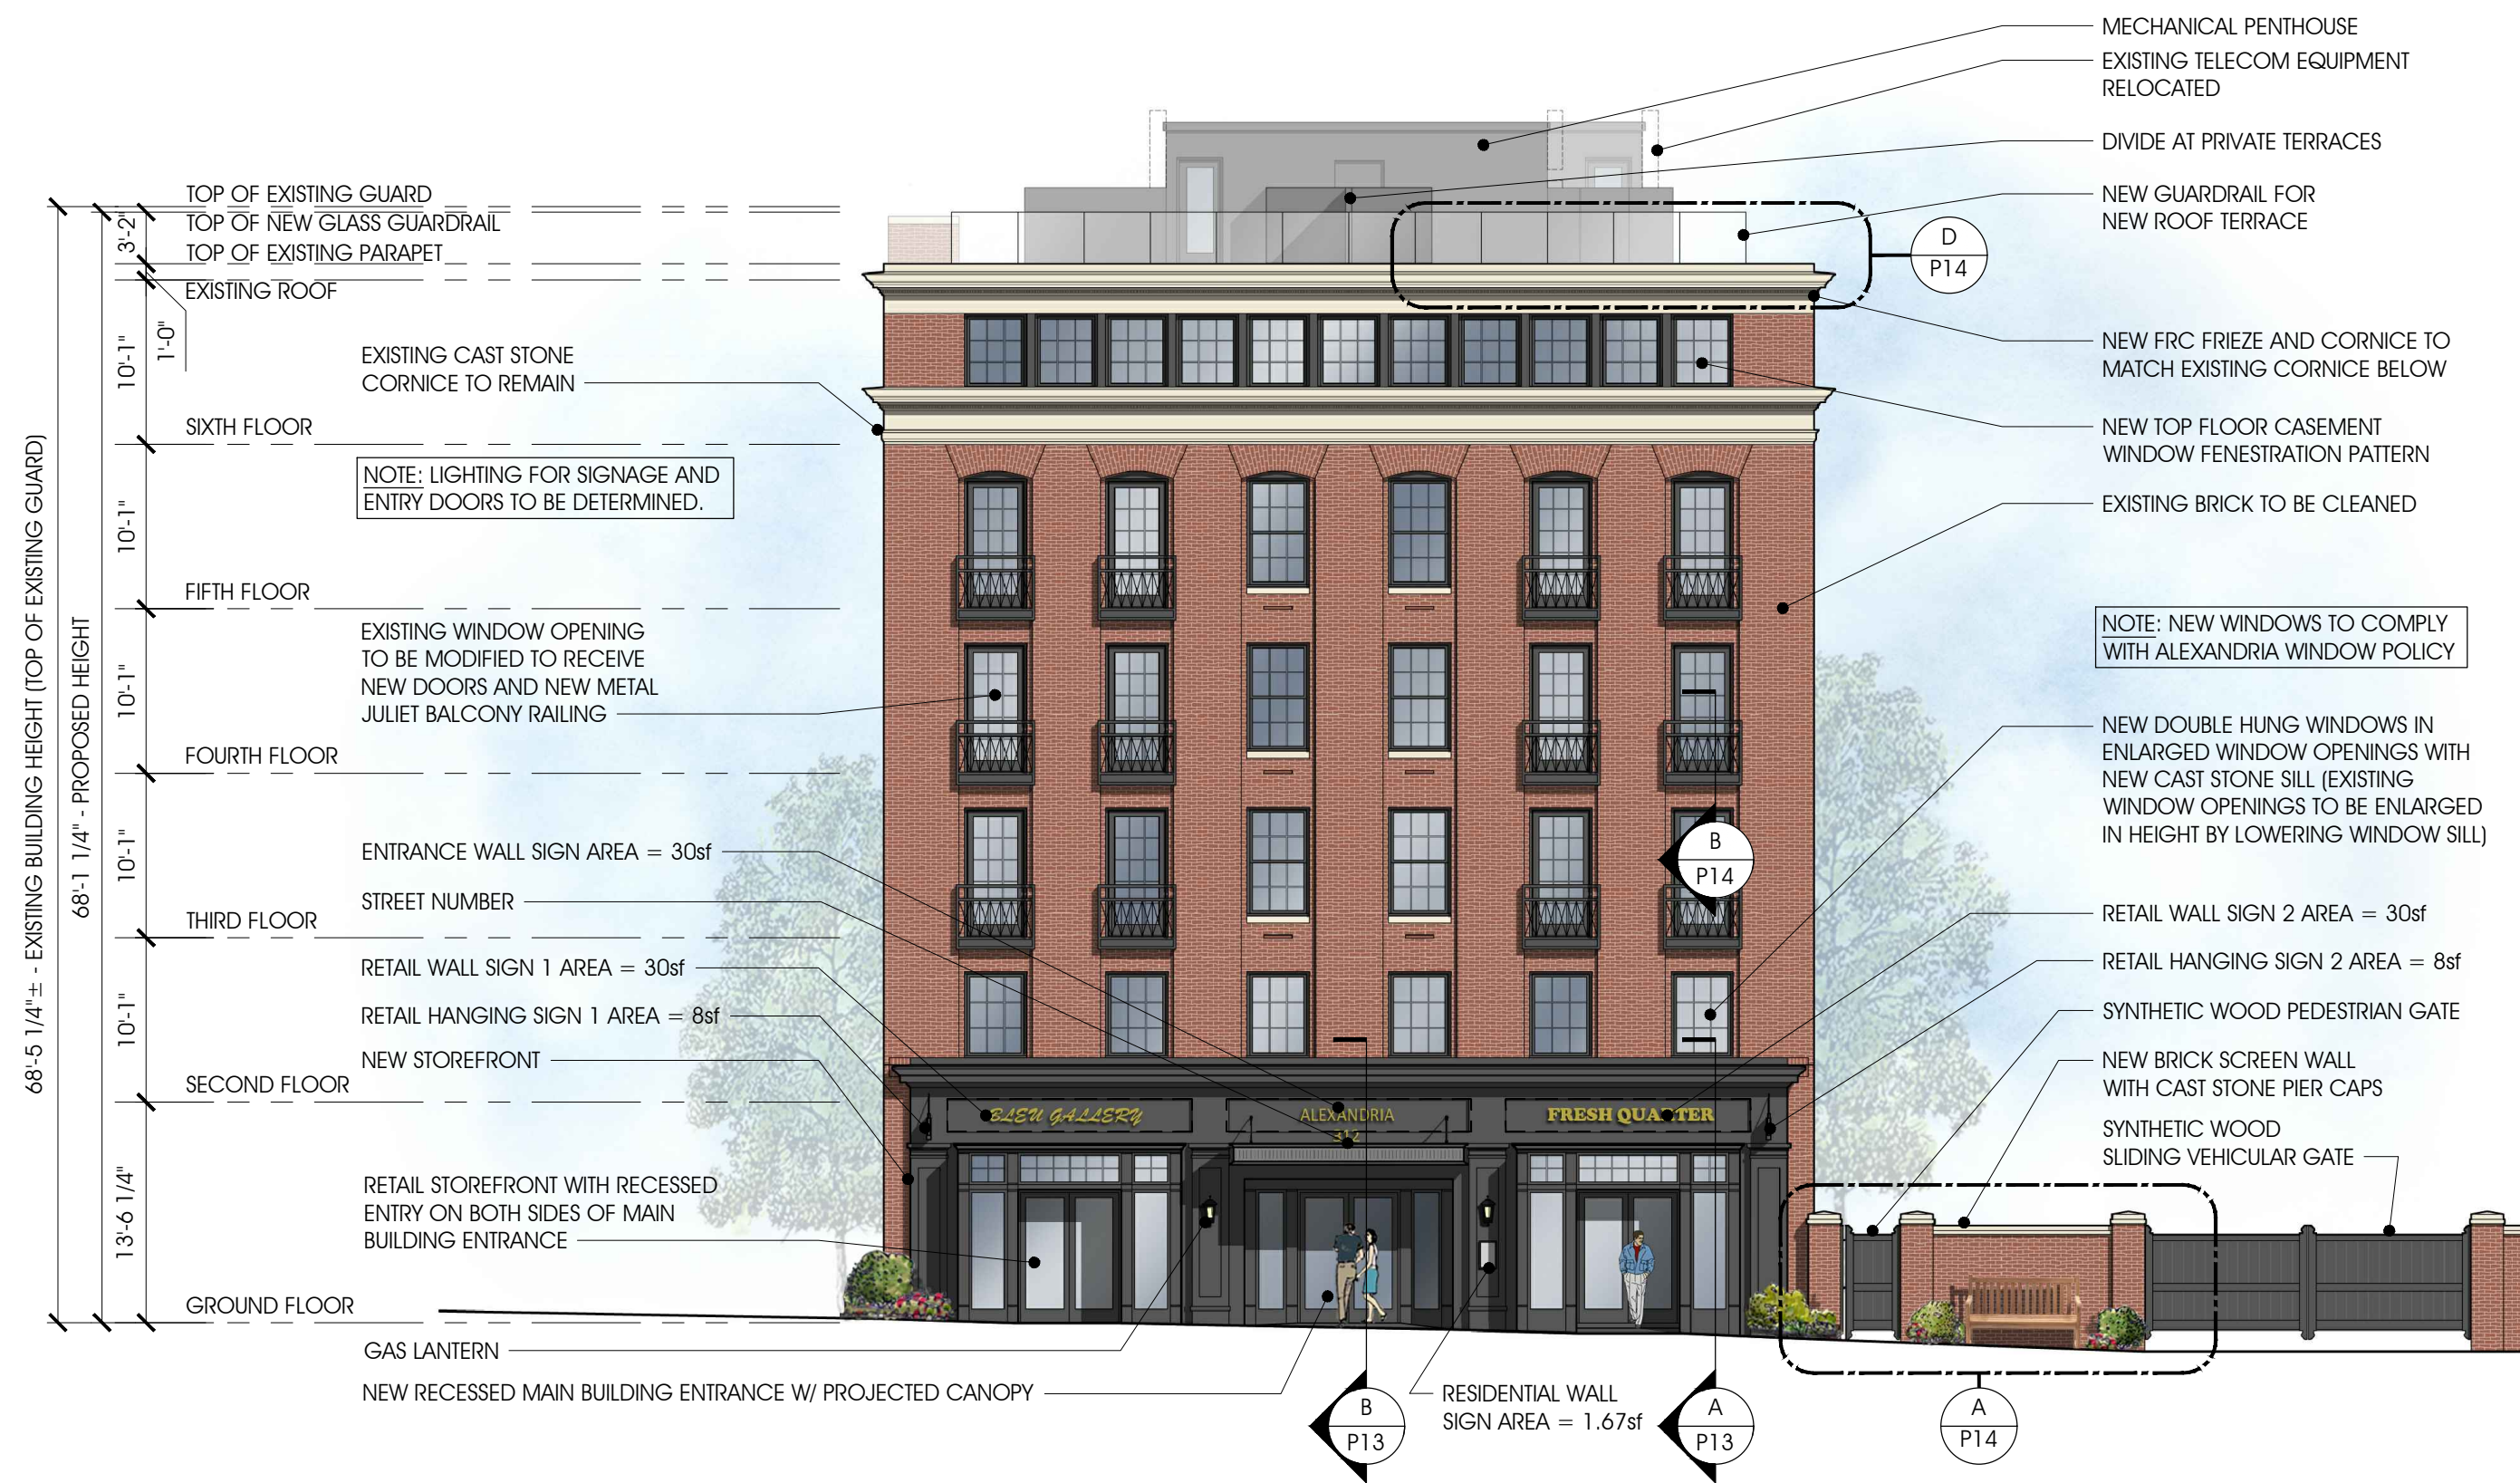 MECHANICAL PENTHOUSE
EXISTING TELECOM EQUIPMENT
RELOCATED
DIVIDE AT PRIVATE TERRACES
NEW GUARDRAIL FOR
NEW ROOF TERRACE
D
P14
NEW FRC FRIEZE AND CORNICE TO
MATCH EXISTING CORNICE BELOW
NEW TOP FLOOR CASEMENT
WINDOW FENESTRATION PATTERN
EXISTING BRICK TO BE CLEANED
NOTE: NEW WINDOWS TO COMPLY
WITH ALEXANDRIA WINDOW POLICY
NEW DOUBLE HUNG WINDOWS IN
ENLARGED WINDOW OPENINGS WITH
NEW CAST STONE SILL (EXISTING
WINDOW OPENINGS TO BE ENLARGED
IN HEIGHT BY LOWERING WINDOW SILL)
RETAIL WALL SIGN 2 AREA = 30sf
RETAIL HANGING SIGN 2 AREA = 8sf
SYNTHETIC WOOD PEDESTRIAN GATE
NEW BRICK SCREEN WALL
WITH CAST STONE PIER CAPS
SYNTHETIC WOOD
SLIDING VEHICULAR GATE
68'-5 1/4"± - EXISTING BUILDING HEIGHT (TOP OF EXISTING GUARD)
68'-1 1/4" - PROPOSED HEIGHT
3'-2"
1'-0"
10'-1"
10'-1"
10'-1"
10'-1"
10'-1"
13'-6 1/4"
TOP OF EXISTING GUARD
TOP OF NEW GLASS GUARDRAIL
TOP OF EXISTING PARAPET
EXISTING ROOF
SIXTH FLOOR
FIFTH FLOOR
FOURTH FLOOR
THIRD FLOOR
SECOND FLOOR
GROUND FLOOR
EXISTING CAST STONE
CORNICE TO REMAIN
NOTE: LIGHTING FOR SIGNAGE AND
ENTRY DOORS TO BE DETERMINED.
EXISTING WINDOW OPENING
TO BE MODIFIED TO RECEIVE
NEW DOORS AND NEW METAL
JULIET BALCONY RAILING
ENTRANCE WALL SIGN AREA = 30sf
STREET NUMBER
RETAIL WALL SIGN 1 AREA = 30sf
RETAIL HANGING SIGN 1 AREA = 8sf
NEW STOREFRONT
RETAIL STOREFRONT WITH RECESSED
ENTRY ON BOTH SIDES OF MAIN
BUILDING ENTRANCE
GAS LANTERN
NEW RECESSED MAIN BUILDING ENTRANCE W/ PROJECTED CANOPY
B
P14
BLEU GALLERY
ALEXANDRIA
312
FRESH QUARTER
RESIDENTIAL WALL
SIGN AREA = 1.67sf
B
P13
A
P13
A
P14